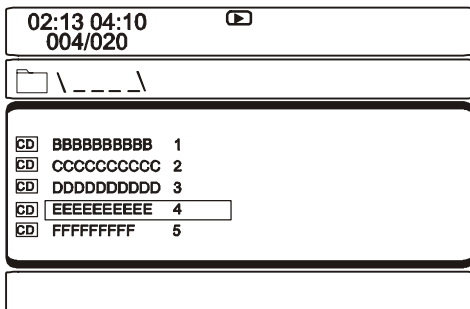 02:13 04:10
004/020
\ _ _ _ _ \
CD BBBBBBBBBB 1
CD CCCCCCCCCC 2
CD DDDDDDDDDD 3
CD EEEEEEEEEE 4
CD FFFFFFFFF 5